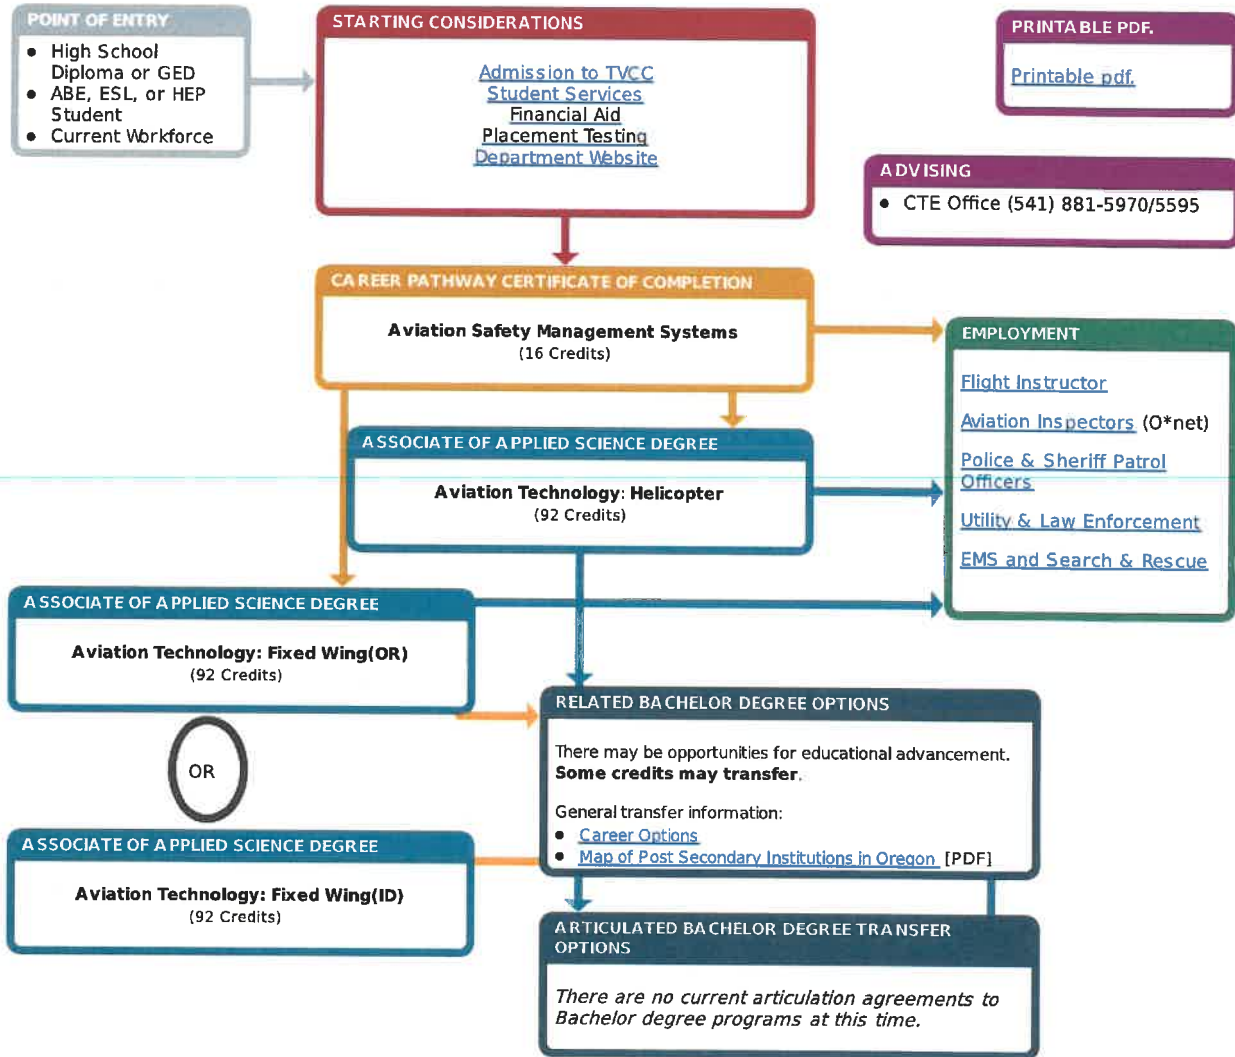 POINT OF ENTRY
• High School
Diploma or GED
• ABE, ESL, or HEP
Student
• Current Workforce
STARTING CONSIDERATIONS
Admission to TVCC
Student Services
Financial Aid
Placement Testing
Department Website
PRINTABLE PDF.
Printable pdf.
ADVISING
• CTE Office (541) 881-5970/5595
CAREER PATHWAY CERTIFICATE OF COMPLETION
Aviation Safety Management Systems
(16 Credits)
EMPLOYMENT
Flight Instructor
Aviation Inspectors (O*net)
Police & Sheriff Patrol
Officers
Utility & Law Enforcement
EMS and Search & Rescue
ASSOCIATE OF APPLIED SCIENCE DEGREE
Aviation Technology: Helicopter
(92 Credits)
ASSOCIATE OF APPLIED SCIENCE DEGREE
Aviation Technology: Fixed Wing(OR)
(92 Credits)
OR
ASSOCIATE OF APPLIED SCIENCE DEGREE
Aviation Technology: Fixed Wing(ID)
(92 Credits)
RELATED BACHELOR DEGREE OPTIONS
There may be opportunities for educational advancement.
Some credits may transfer.
General transfer information:
• Career Options
• Map of Post Secondary Institutions in Oregon [PDF]
ARTICULATED BACHELOR DEGREE TRANSFER
OPTIONS
There are no current articulation agreements to
Bachelor degree programs at this time.